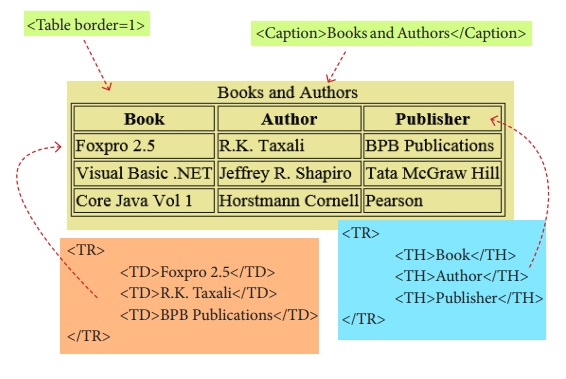 <Table border=1>
<Caption>Books and Authors</Caption>
Books and Authors
Book Author Publisher
Foxpro 2.5 R.K. Taxali BPB Publications
Visual Basic .NET Jeffrey R. Shapiro Tata McGraw Hill
Core Java Vol 1 Horstmann Cornell Pearson
<TR>
<TD>Foxpro 2.5</TD>
<TD>R.K. Taxali</TD>
<TD>BPB Publications</TD>
</TR>
<TR>
<TH>Book</TH>
<TH>Author</TH>
<TH>Publisher</TH>
</TR>